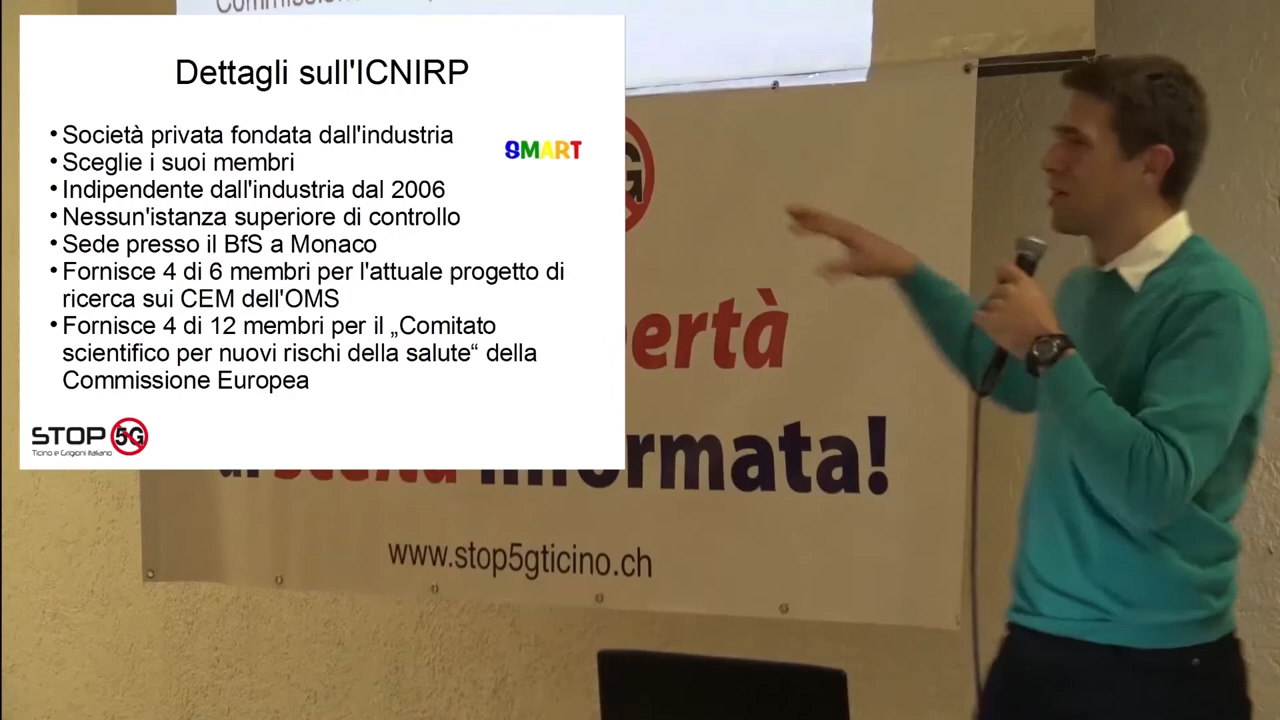 Dettagli sull'ICNIRP
• Società privata fondata dall'industria
SMART
• Sceglie i suoi membri
• Indipendente dall'industria dal 2006
• Nessun'istanza superiore di controllo
• Sede presso il BfS a Monaco
• Fornisce 4 di 6 membri per l'attuale progetto di
ricerca sui CEM dell'OMS
• Fornisce 4 di 12 membri per il „Comitato
scientifico per nuovi rischi della salute“ della
Commissione Europea
STOP 5G
Ticino e Grigioni italiano
ertà
mata!
www.stop5gticino.ch